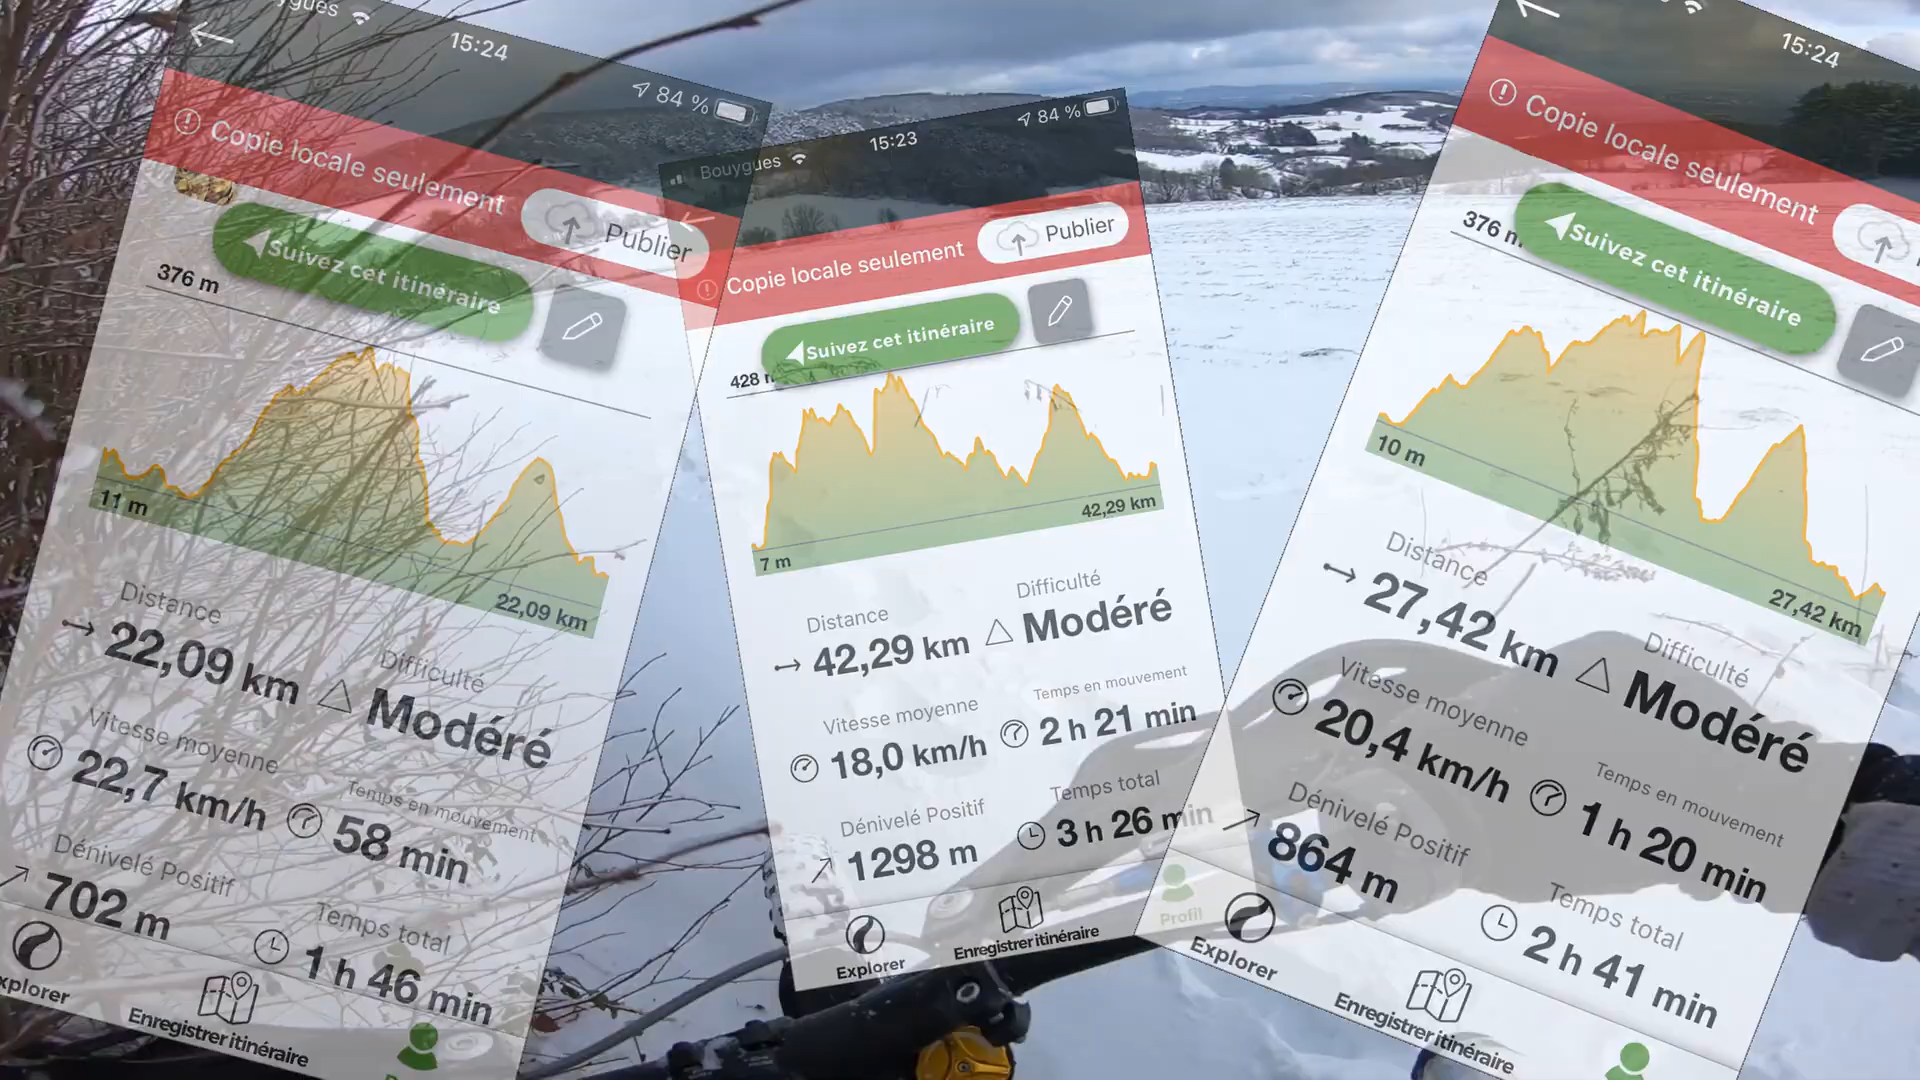 15:24
84 %
Copie locale seulement
Publier
Suivez cet itinéraire
376 m
11 m
22,09 km
Distance
22,09 km
Difficulté
Modéré
Vitesse moyenne
22,7 km/h
Temps en mouvement
58 min
Dénivelé Positif
702 m
Temps total
1 h 46 min
Explorer
Enregistrer itinéraire
Bouygues
15:23
84 %
Copie locale seulement
Publier
Suivez cet itinéraire
428 m
7 m
42,29 km
Distance
42,29 km
Difficulté
Modéré
Vitesse moyenne
18,0 km/h
Temps en mouvement
2 h 21 min
Dénivelé Positif
1298 m
Temps total
3 h 26 min
Explorer
Enregistrer itinéraire
Profil
15:24
Copie locale seulement
Suivez cet itinéraire
376 m
10 m
27,42 km
Distance
27,42 km
Difficulté
Modéré
Vitesse moyenne
20,4 km/h
Temps en mouvement
1 h 20 min
Dénivelé Positif
864 m
Temps total
2 h 41 min
Explorer
Enregistrer itinéraire